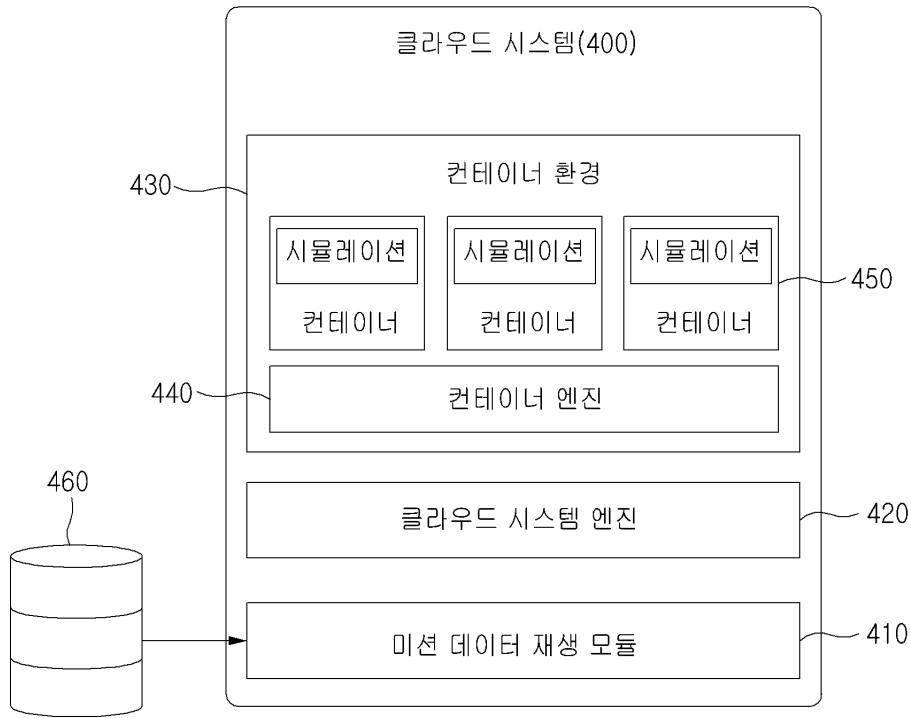 클라우드 시스템(400)
430
컨테이너 환경
시뮬레이션 시뮬레이션 시뮬레이션
450
컨테이너 컨테이너 컨테이너
440
컨테이너 엔진
460
클라우드 시스템 엔진
420
미션 데이터 재생 모듈
410